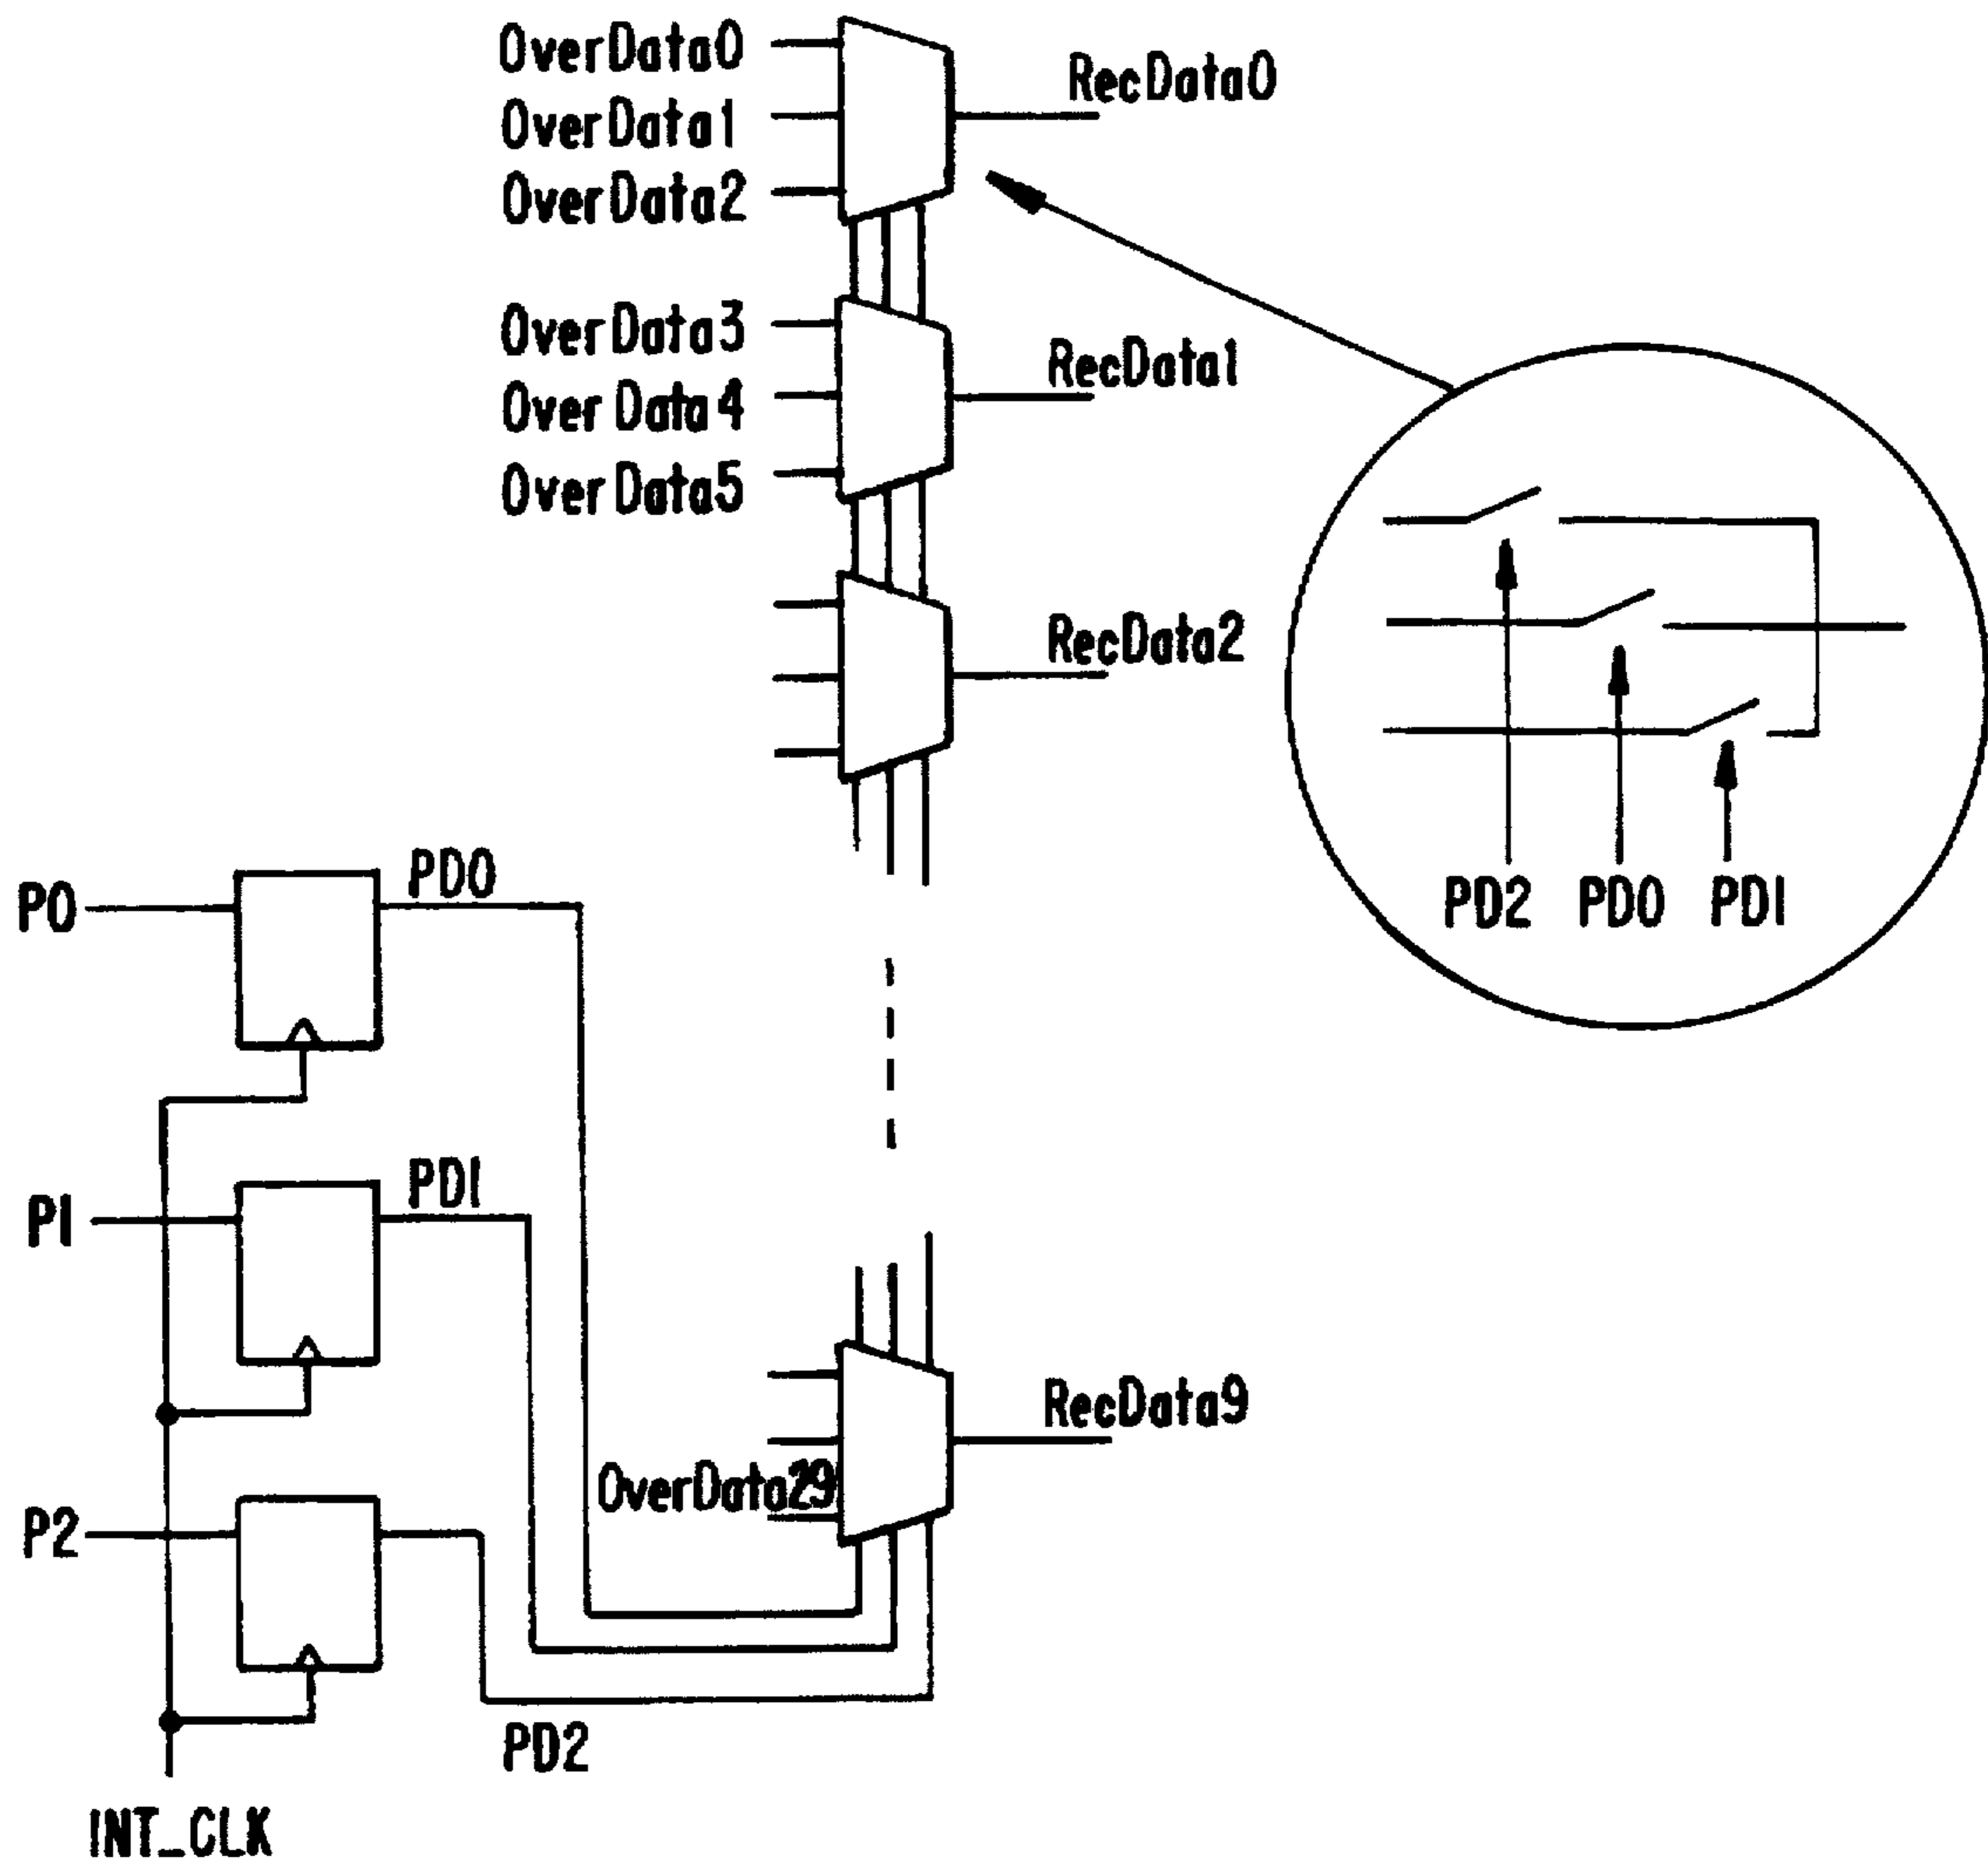 OverData0
RecData0
OverData1
OverData2
OverData3
RecData1
OverData4
OverData5
RecData2
PD2 PD0 PD1
P0
PD0
P1
PD1
RecData9
OverData29
P2
PD2
INT_CLK